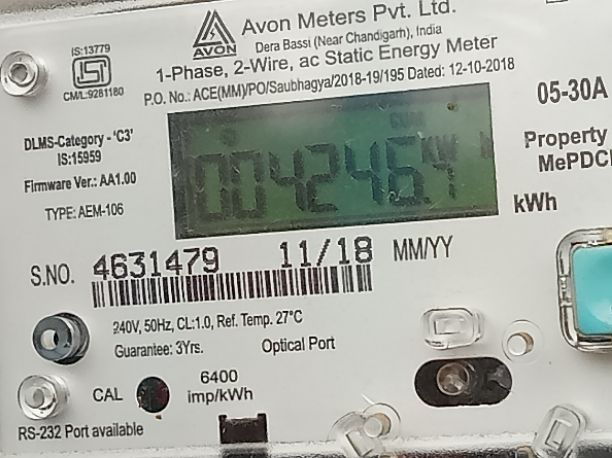 Avon Meters Pvt. Ltd.
AVON
Dera Bassi (Near Chandigarh), India
1-Phase, 2-Wire, ac Static Energy Meter
P.O. No.: ACE(MM)/PO/Saubhagya/2018-19/195 Dated: 12-10-2018
IS:13779
ISI
CM/L:9281180
05-30A
DLMS-Category - 'C3'
IS:15959
Firmware Ver.: AA1.00
TYPE: AEM-106
CUM
004246.1 KW h
Property
MePDCL
kWh
S.NO. 4631479 11/18 MM/YY
240V, 50Hz, CL:1.0, Ref. Temp. 27°C
Guarantee: 3Yrs. Optical Port
CAL
6400
imp/kWh
RS-232 Port available